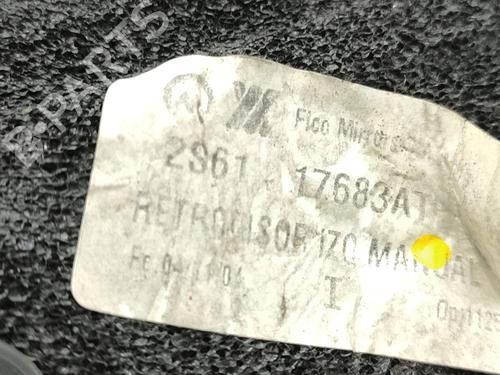 B-PARTS
Fico Mirrors
2S61 - 17683AT
RETROVISOR IZQ MANUAL
I